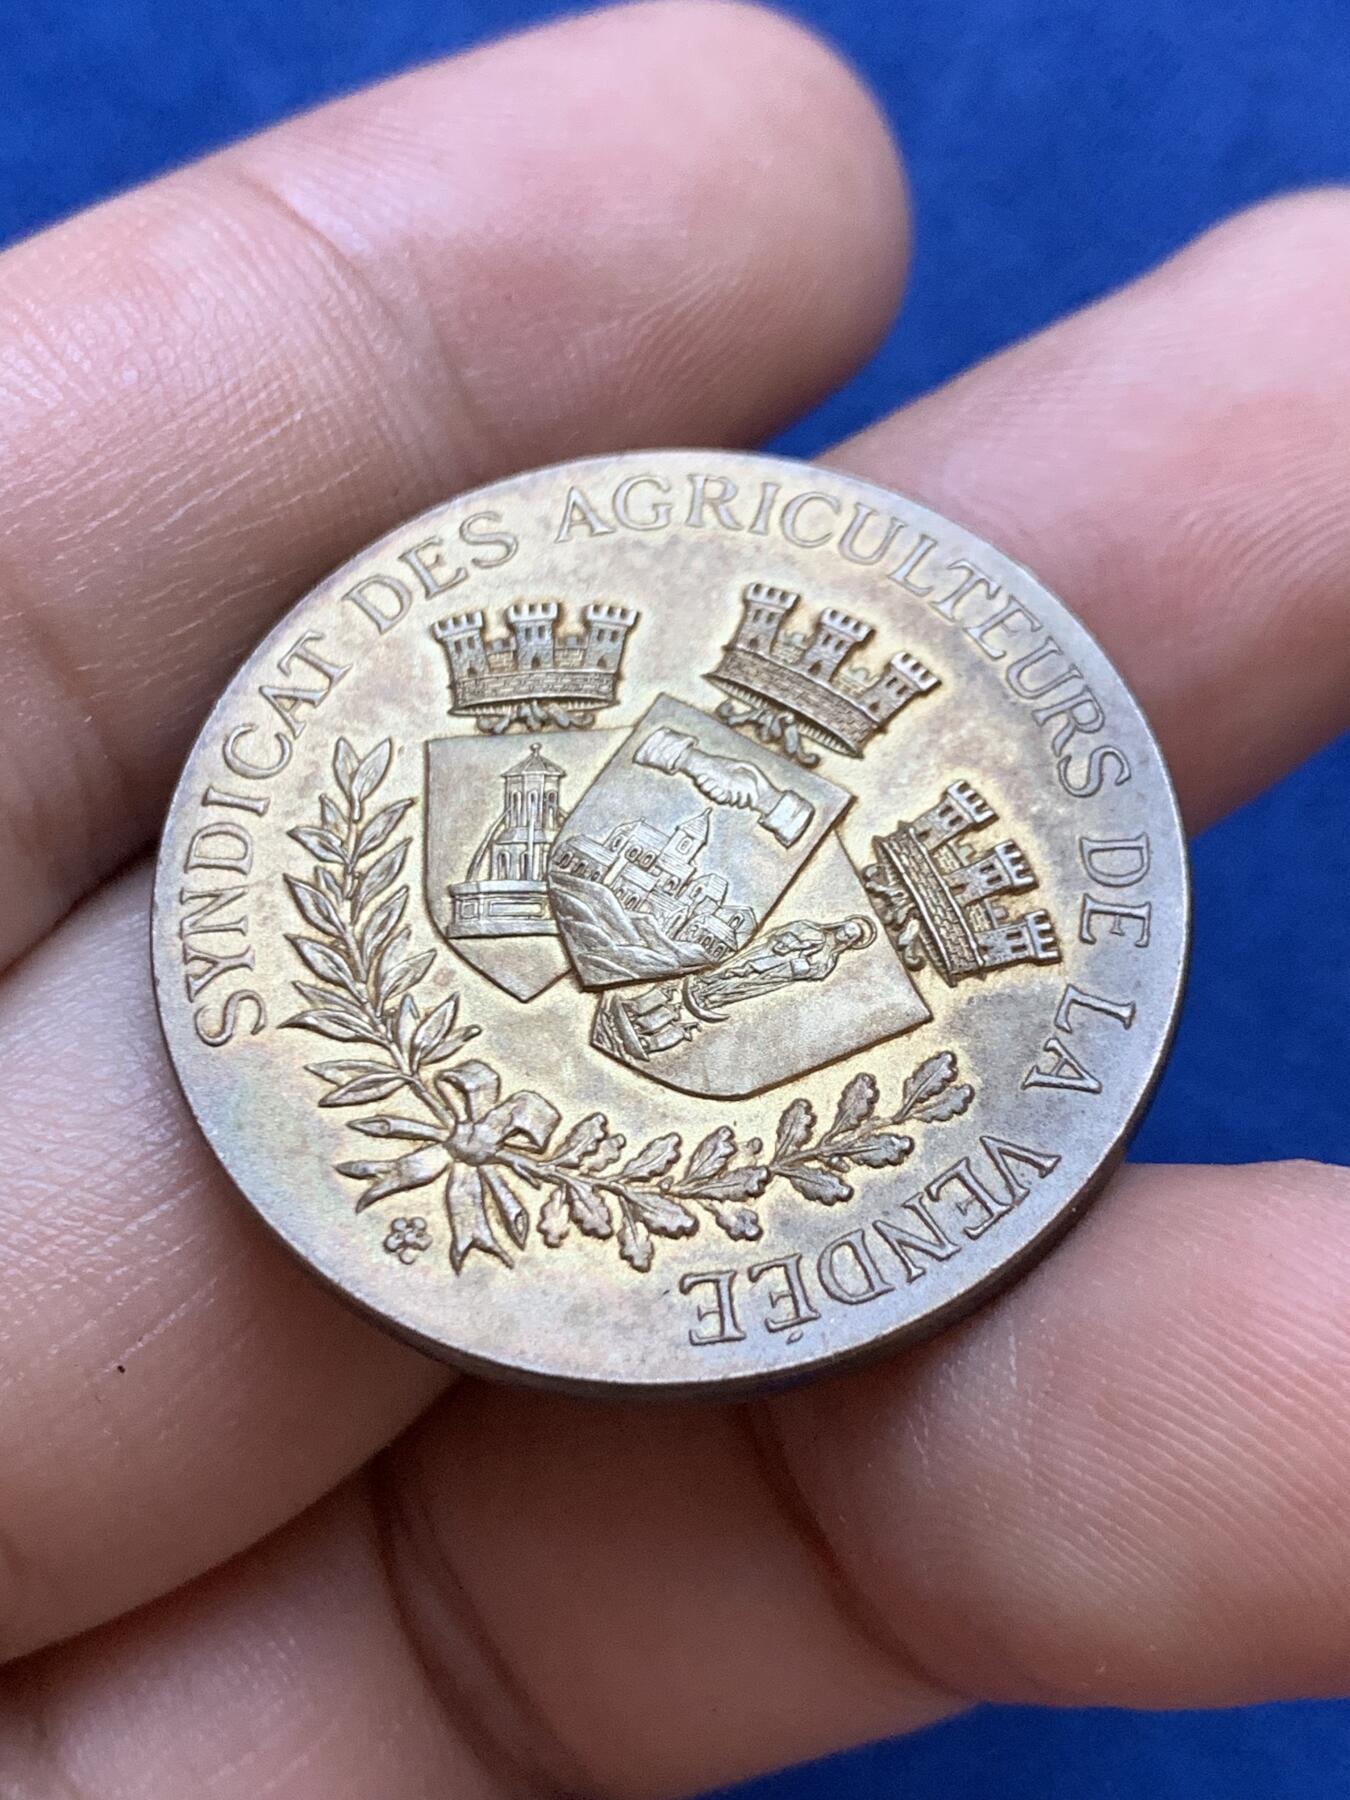 SYNDICAT DES AGRICULTEURS DE LA VENDÉE